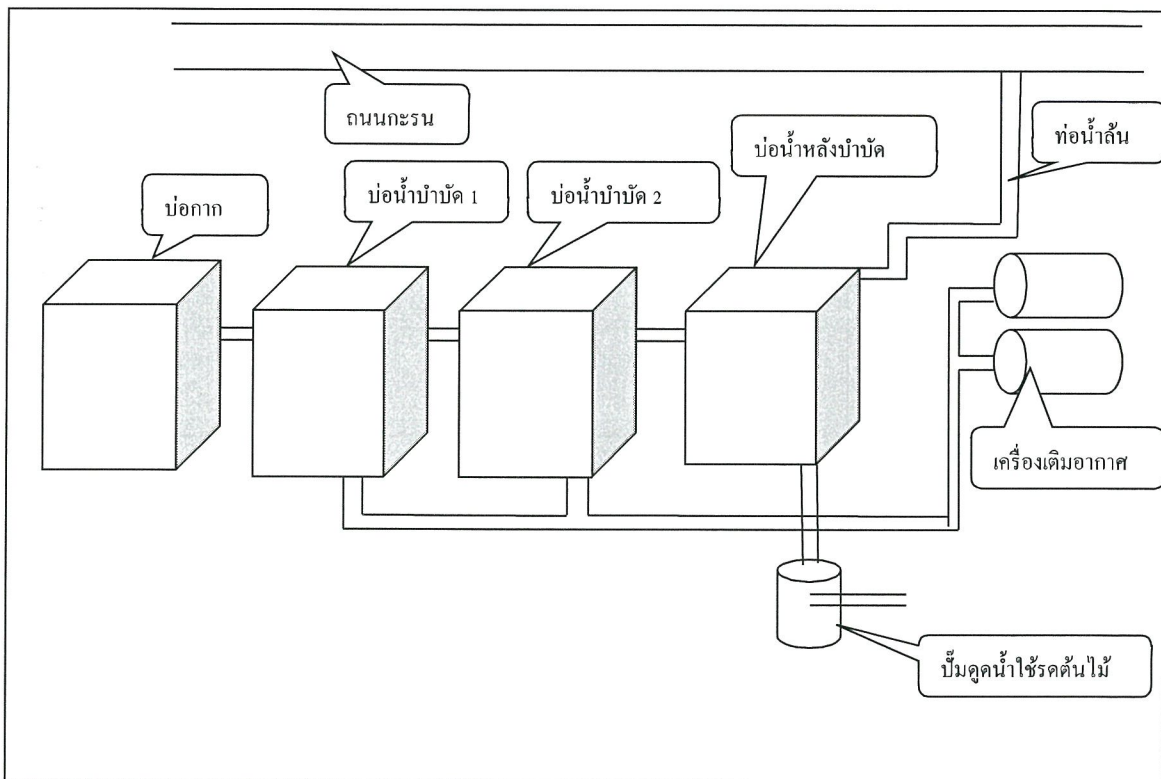 ถนนกะรน
บ่อน้ำหลังบำบัด
ท่อน้ำล้น
บ่อกาก
บ่อน้ำบำบัด 1
บ่อน้ำบำบัด 2
เครื่องเติมอากาศ
ปั๊มดูดน้ำใช้รดต้นไม้